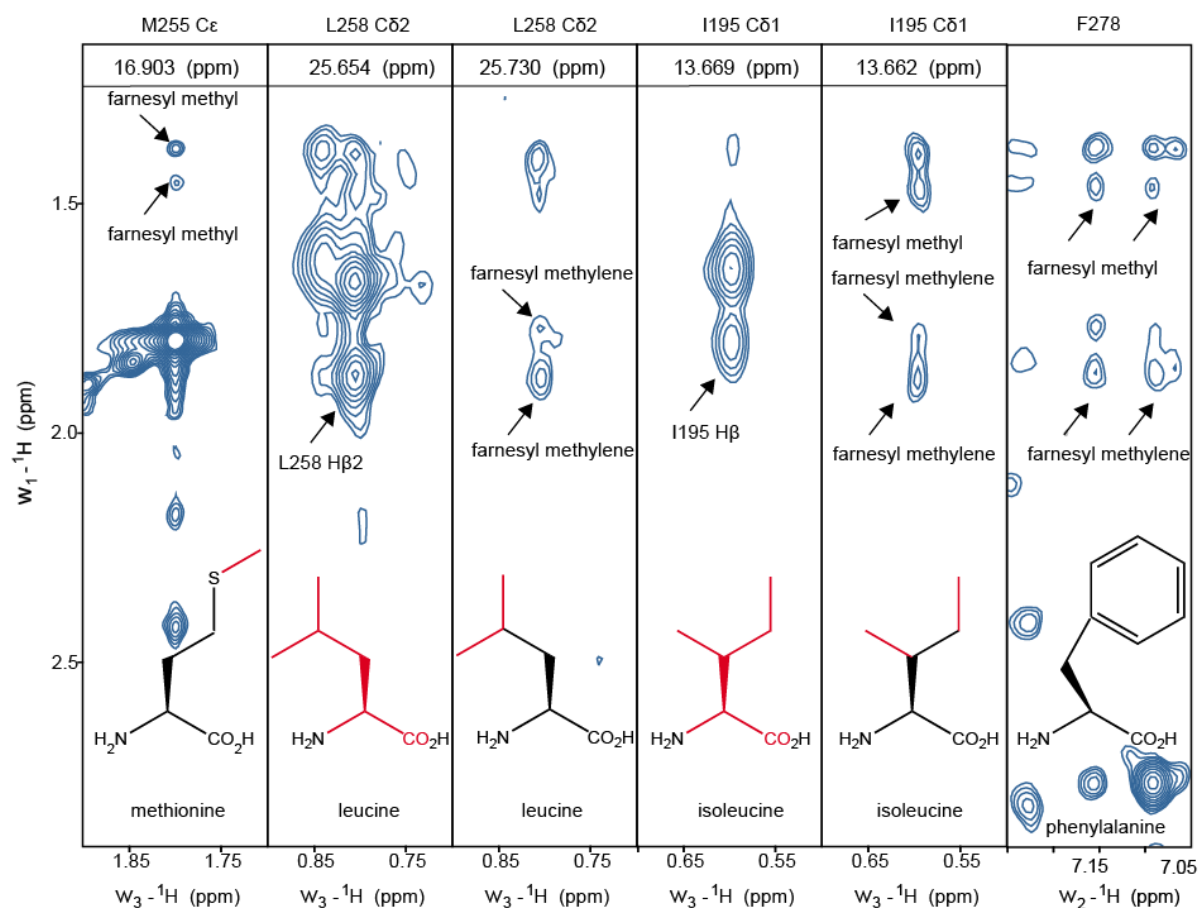 M255 Cε L258 Cδ2 L258 Cδ2 I195 Cδ1 I195 Cδ1 F278
16.903 (ppm) 25.654 (ppm) 25.730 (ppm) 13.669 (ppm) 13.662 (ppm)
farnesyl methyl
farnesyl methyl
L258 Hβ2
farnesyl methylene
farnesyl methylene
I195 Hβ
farnesyl methyl
farnesyl methylene
farnesyl methylene
farnesyl methyl
farnesyl methylene
1.5
2.0
2.5
w₁ - ¹H (ppm)
S
H₂N CO₂H
H₂N CO₂H
H₂N CO₂H
H₂N CO₂H
H₂N CO₂H
H₂N CO₂H
methionine leucine leucine isoleucine isoleucine phenylalanine
1.85 1.75 0.85 0.75 0.85 0.75 0.65 0.55 0.65 0.55 7.15 7.05
w₃ - ¹H (ppm) w₃ - ¹H (ppm) w₃ - ¹H (ppm) w₃ - ¹H (ppm) w₃ - ¹H (ppm) w₂ - ¹H (ppm)